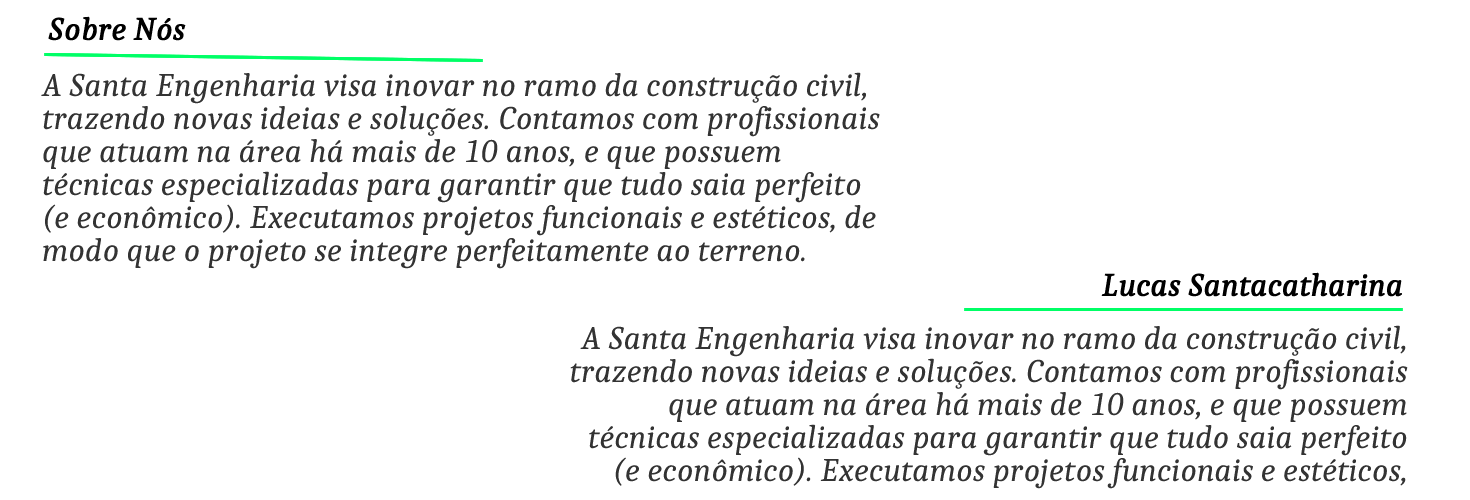 Sobre Nós
A Santa Engenharia visa inovar no ramo da construção civil,
trazendo novas ideias e soluções. Contamos com profissionais
que atuam na área há mais de 10 anos, e que possuem
técnicas especializadas para garantir que tudo saia perfeito
(e econômico). Executamos projetos funcionais e estéticos, de
modo que o projeto se integre perfeitamente ao terreno.
Lucas Santacatharina
A Santa Engenharia visa inovar no ramo da construção civil,
trazendo novas ideias e soluções. Contamos com profissionais
que atuam na área há mais de 10 anos, e que possuem
técnicas especializadas para garantir que tudo saia perfeito
(e econômico). Executamos projetos funcionais e estéticos,